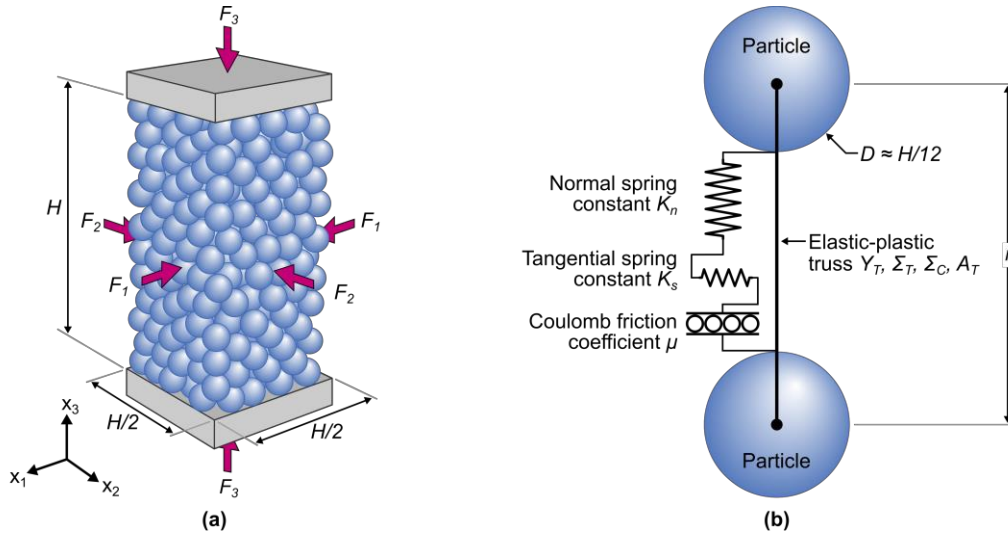 F3
H
F2
F1
F1
F2
H/2
H/2
F3
x3
x1
x2
(a)
Particle
D ≈ H/12
Normal spring
constant Kn
Tangential spring
constant Ks
Coulomb friction
coefficient μ
Elastic-plastic
truss YT, ΣT, ΣC, AT
Particle
(b)